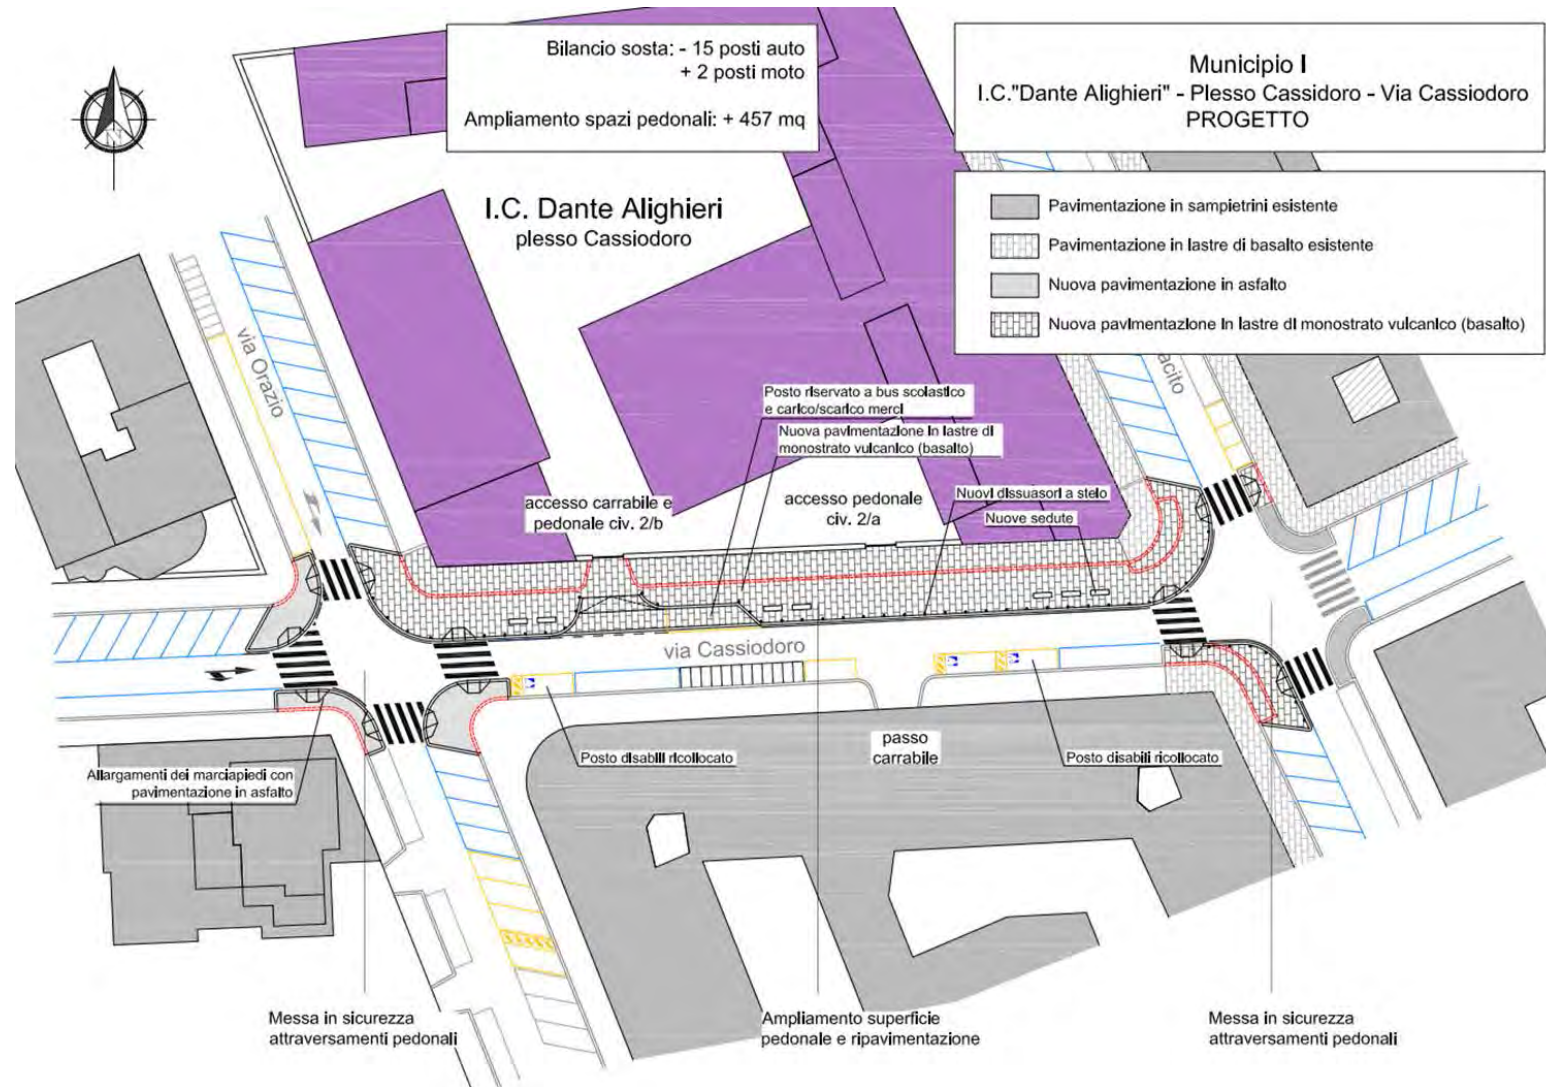 Bilancio sosta: - 15 posti auto
+ 2 posti moto
Ampliamento spazi pedonali: + 457 mq
Municipio I
I.C."Dante Alighieri" - Plesso Cassidoro - Via Cassiodoro
PROGETTO
N
Pavimentazione in sampietrini esistente
Pavimentazione in lastre di basalto esistente
Nuova pavimentazione in asfalto
Nuova pavimentazione in lastre di monostrato vulcanico (basalto)
I.C. Dante Alighieri
plesso Cassiodoro
via Orazio
acito
Posto riservato a bus scolastico
e carico/scarico merci
Nuova pavimentazione in lastre di
monostrato vulcanico (basalto)
accesso carrabile e
pedonale civ. 2/b
accesso pedonale
civ. 2/a
Nuovi dissuasori a stelo
Nuove sedute
via Cassiodoro
Posto disabili ricollocato
passo
carrabile
Posto disabili ricollocato
Allargamenti dei marciapiedi con
pavimentazione in asfalto
Messa in sicurezza
attraversamenti pedonali
Ampliamento superficie
pedonale e ripavimentazione
Messa in sicurezza
attraversamenti pedonali